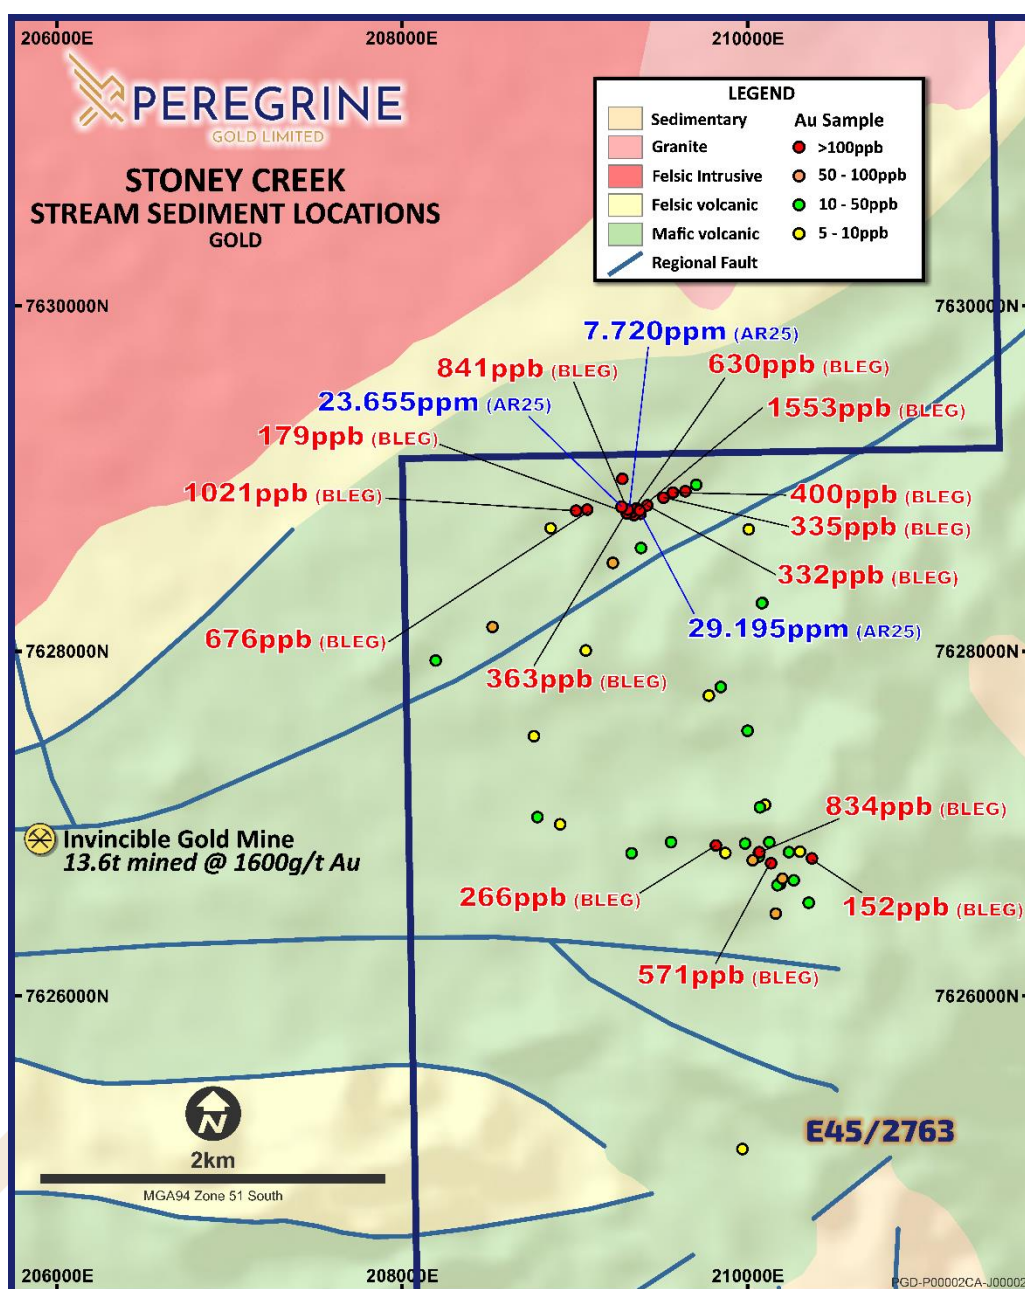 206000E
208000E
210000E
PEREGRINE
GOLD LIMITED
STONEY CREEK
STREAM SEDIMENT LOCATIONS
GOLD
LEGEND
Sedimentary
Granite
Felsic Intrusive
Felsic volcanic
Mafic volcanic
Regional Fault
Au Sample
>100ppb
50 - 100ppb
10 - 50ppb
5 - 10ppb
7630000N
7630000N
7.720ppm (AR25)
841ppb (BLEG)
630ppb (BLEG)
23.655ppm (AR25)
1553ppb (BLEG)
179ppb (BLEG)
1021ppb (BLEG)
400ppb (BLEG)
335ppb (BLEG)
332ppb (BLEG)
676ppb (BLEG)
29.195ppm (AR25)
7628000N
7628000N
363ppb (BLEG)
834ppb (BLEG)
Invincible Gold Mine
13.6t mined @ 1600g/t Au
266ppb (BLEG)
152ppb (BLEG)
571ppb (BLEG)
7626000N
7626000N
N
2km
MGA94 Zone 51 South
E45/2763
206000E
208000E
210000E
PGD-P00002CA-J00002